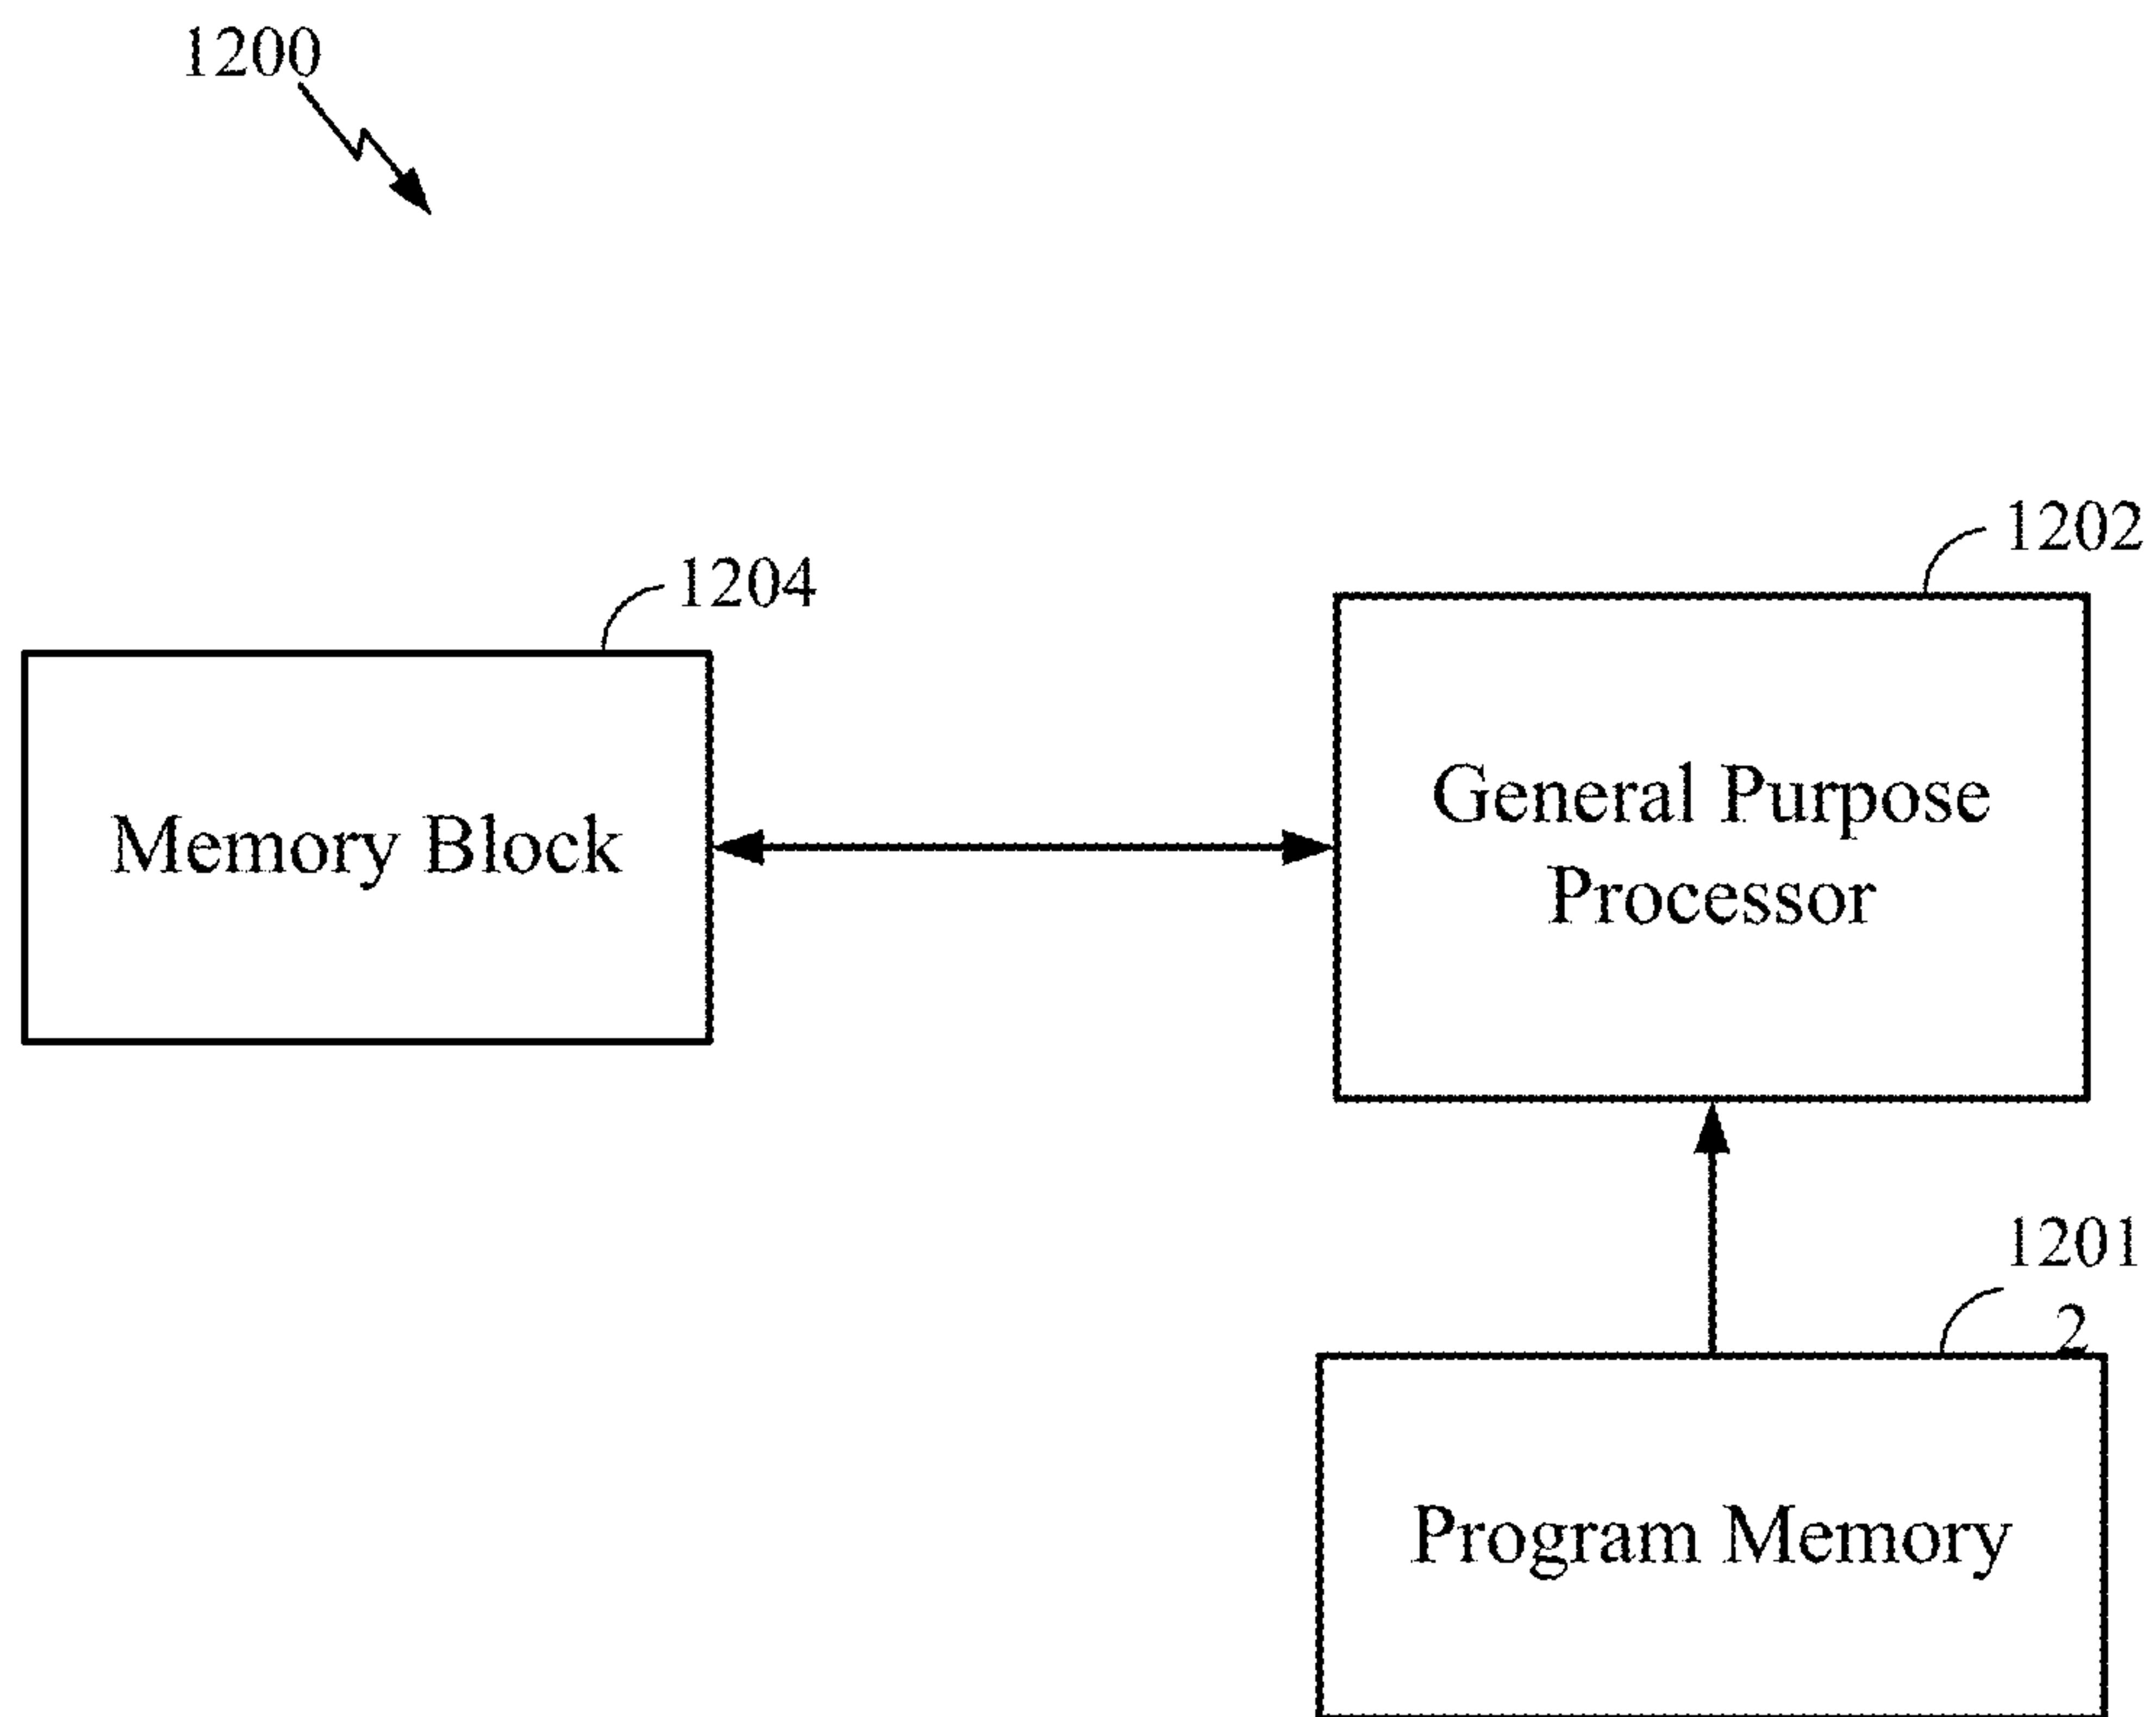 1200
1202
1204
General Purpose
Processor
Memory Block
1201
2
Program Memory